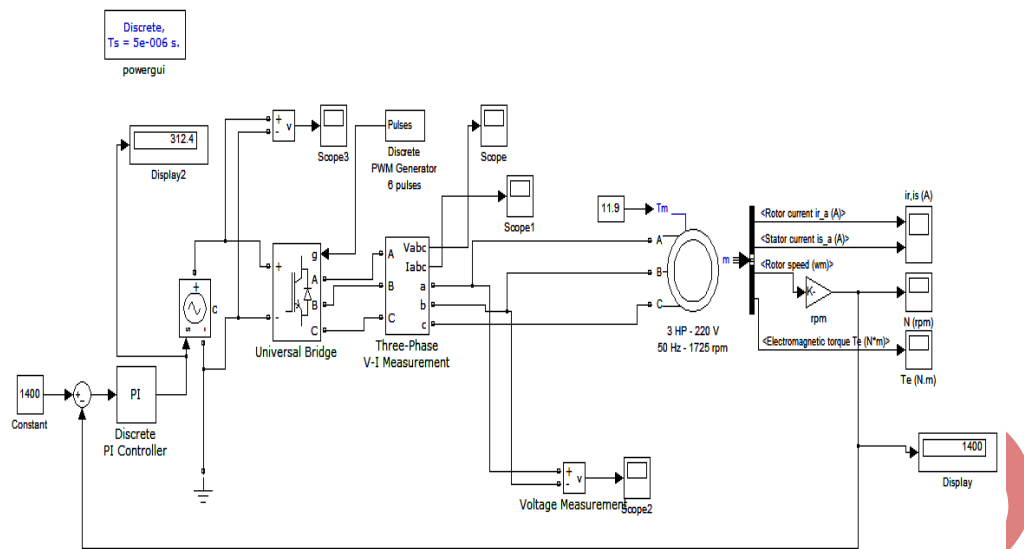 Discrete,
Ts = 5e-006 s.
powergui
312.4
Display2
+
-
v
Scope3
Pulses
Discrete
PWM Generator
6 pulses
Scope
Scope1
11.9
Tm
<Rotor current ir_a (A)>
<Stator current is_a (A)>
<Rotor speed (wm)>
<Electromagnetic torque Te (N*m)>
ir,is (A)
N (rpm)
Te (N.m)
K-
rpm
m
A
B
C
3 HP - 220 V
50 Hz - 1725 rpm
g
+
-
A
B
C
Universal Bridge
A
B
C
Vabc
Iabc
a
b
c
Three-Phase
V-I Measurement
+
s
-
C
1400
Constant
+
-
PI
Discrete
PI Controller
+
-
v
Voltage Measurement
Scope2
1400
Display